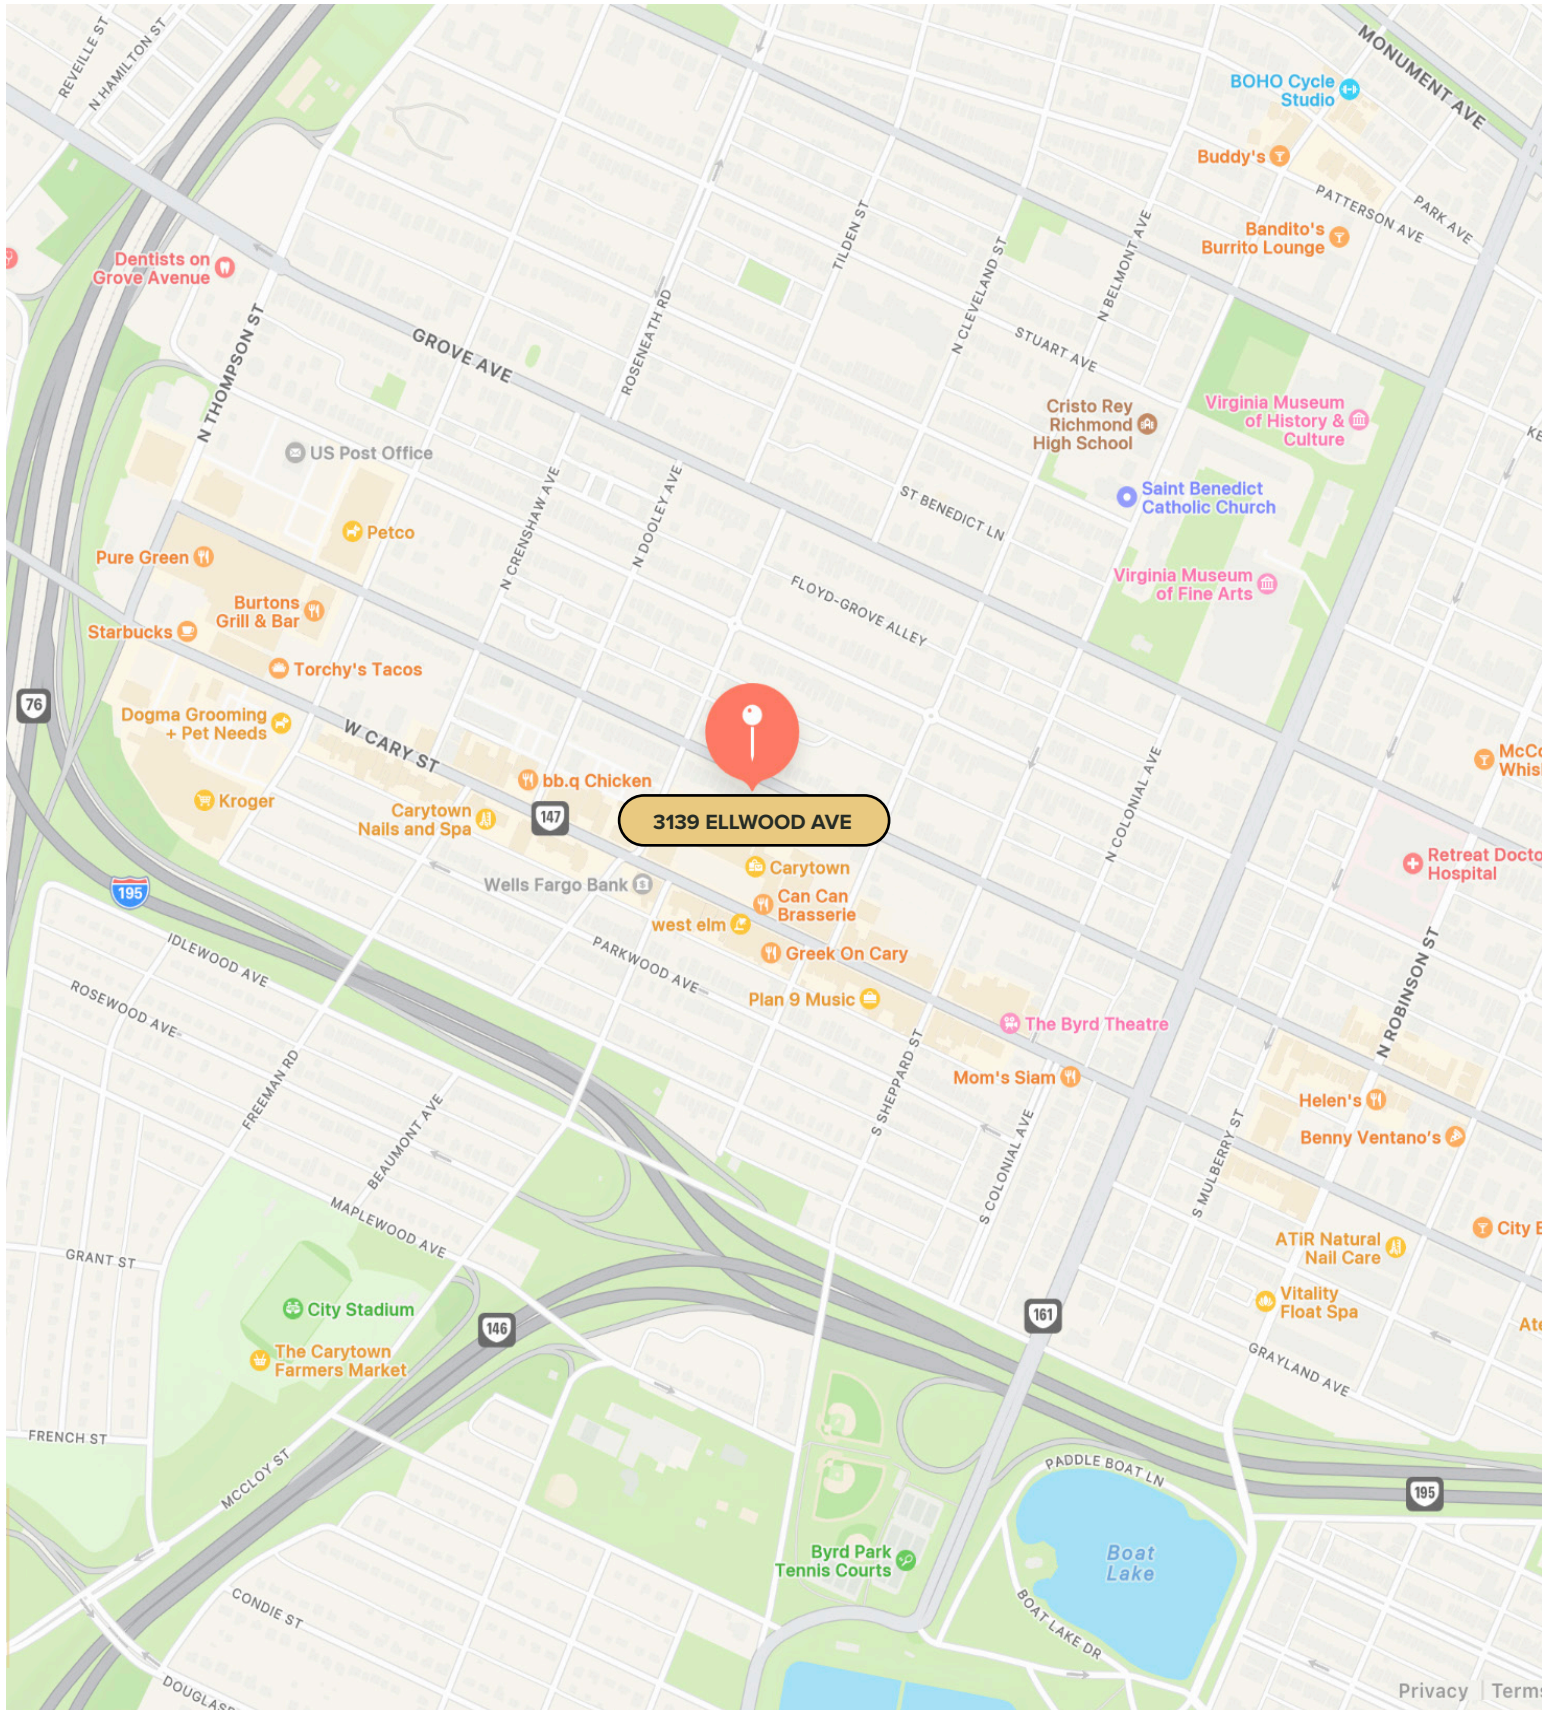 REVEILLE ST
N HAMILTON ST
MONUMENT AVE
BOHO Cycle
Studio
Buddy's
PATTERSON AVE
PARK AVE
Bandito's
Burrito Lounge
TILDEN ST
N BELMONT AVE
N CLEVELAND ST
Dentists on
Grove Avenue
N THOMPSON ST
GROVE AVE
ROSENEATH RD
STUART AVE
Cristo Rey
Richmond
High School
Virginia Museum
of History &
Culture
US Post Office
Saint Benedict
Catholic Church
ST BENEDICT LN
N CRENSHAW AVE
N DOOLEY AVE
Petco
Pure Green
Virginia Museum
of Fine Arts
FLOYD-GROVE ALLEY
Burtons
Grill & Bar
Starbucks
Torchy's Tacos
76
Dogma Grooming
+ Pet Needs
W CARY ST
bb.q Chicken
Kroger
Carytown
Nails and Spa
147
3139 ELLWOOD AVE
N COLONIAL AVE
Carytown
Retreat
Hospital
Wells Fargo Bank
Can Can
Brasserie
195
west elm
Greek On Cary
IDLEWOOD AVE
PARKWOOD AVE
ROSEWOOD AVE
Plan 9 Music
The Byrd Theatre
N ROBINSON ST
FREEMAN RD
S SHEPPARD ST
Mom's Siam
Helen's
Benny Ventano's
BEAUMONT AVE
S COLONIAL AVE
S MULBERRY ST
MAPLEWOOD AVE
GRANT ST
City
ATIR Natural
Nail Care
City Stadium
146
161
Vitality
Float Spa
The Carytown
Farmers Market
GRAYLAND AVE
FRENCH ST
MCCLOY ST
PADDLE BOAT LN
195
Byrd Park
Tennis Courts
Boat
Lake
CONDIE ST
BOAT LAKE DR
Privacy